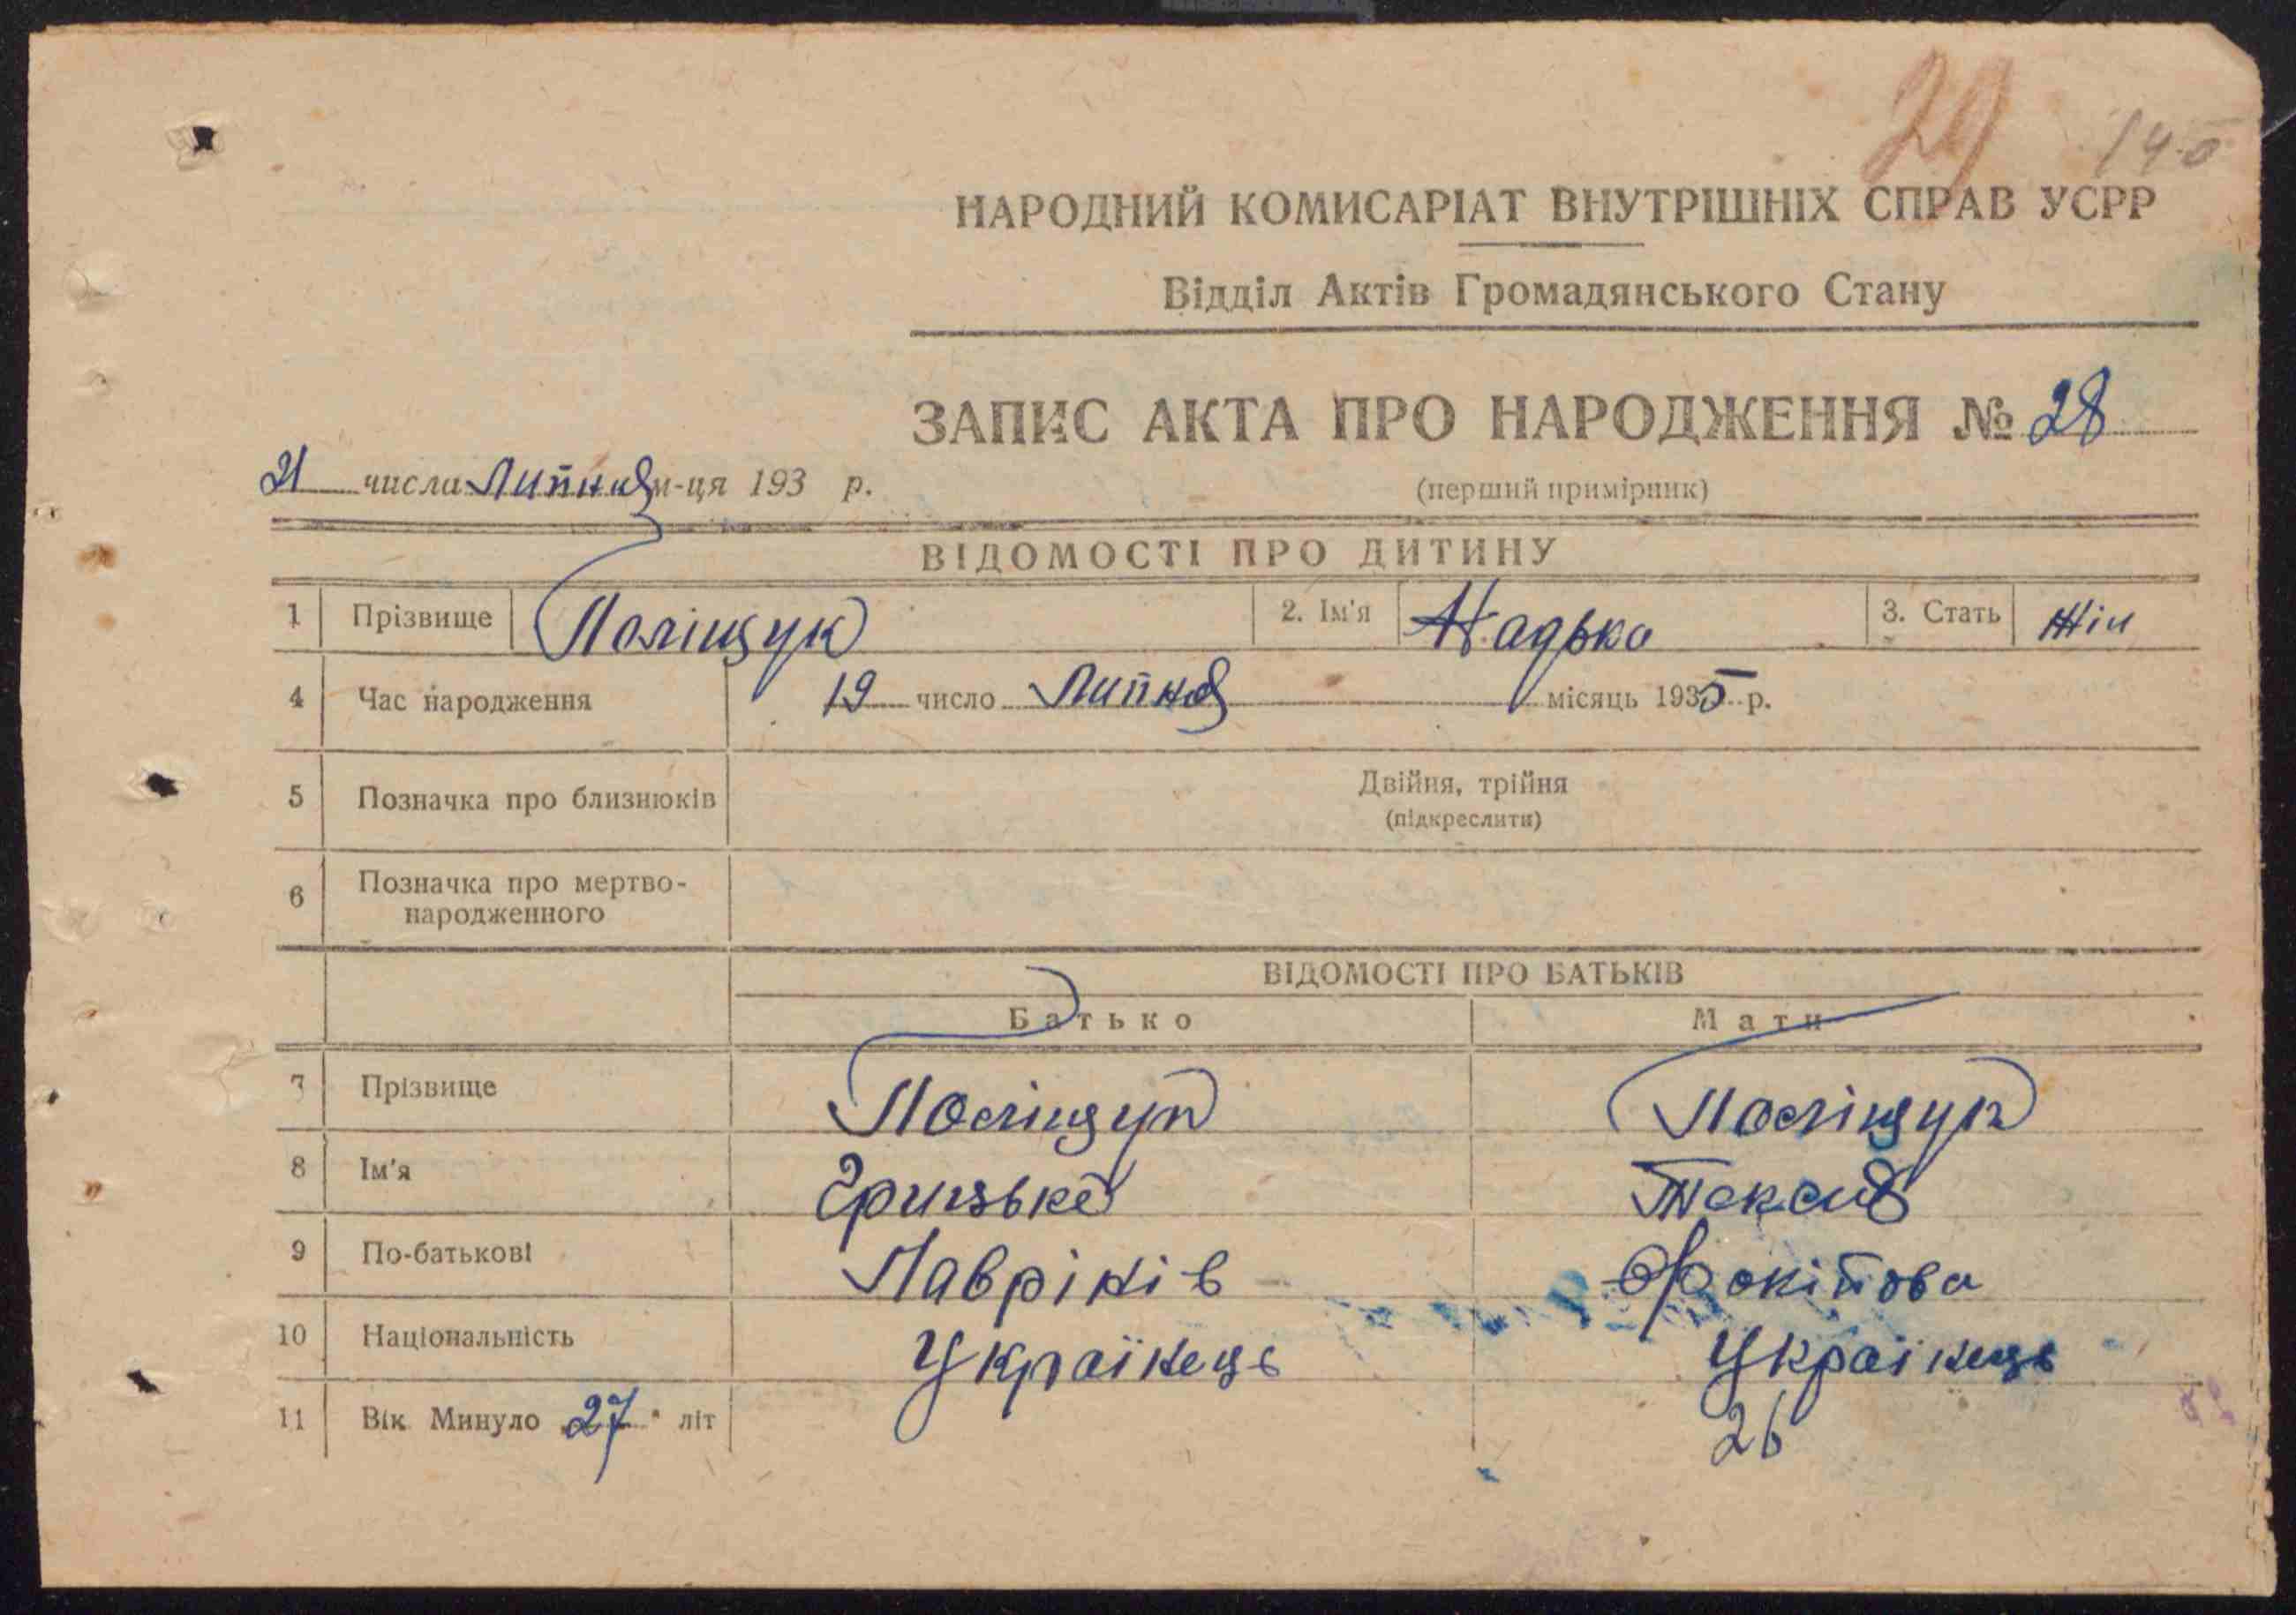 29 140
НАРОДНИЙ КОМИСАРІАТ ВНУТРІШНІХ СПРАВ УСРР
Відділ Актів Громадянського Стану
ЗАПИС АКТА ПРО НАРОДЖЕННЯ № 28
21 числа Липня м-ця 193 р.
(перший примірник)
ВІДОМОСТІ ПРО ДИТИНУ
1 Прізвище Поліщук 2. Ім'я Надька 3. Стать жін
4 Час народження 19 число Липня місяць 1935 р.
5 Позначка про близнюків Двійня, трійня
(підкреслити)
6 Позначка про мертво-
народженного
ВІДОМОСТІ ПРО БАТЬКІВ
Батько Мати
7 Прізвище Поліщук Поліщук
8 Ім'я Грицько Текля
9 По-батькові Лаврінів
10 Національність Українець Українець
11 Вік Минуло 27 літ 26